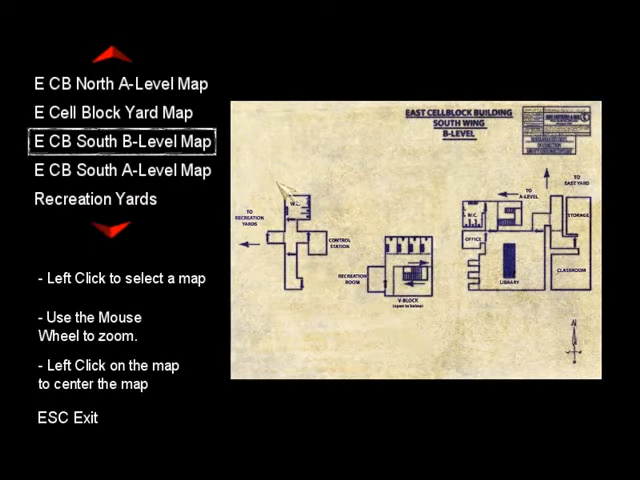 E CB North A-Level Map
E Cell Block Yard Map
E CB South B-Level Map
E CB South A-Level Map
Recreation Yards
- Left Click to select a map
- Use the Mouse
Wheel to zoom.
- Left Click on the map
to center the map
ESC Exit
EAST CELLBLOCK BUILDING
SOUTH WING
B-LEVEL
TO
RECREATION
YARDS
W.C.
CONTROL
STATION
RECREATION
ROOM
V-BLOCK
(open to below)
TO
A-LEVEL
TO
EAST YARD
W.C.
STORAGE
OFFICE
LIBRARY
CLASSROOM
N